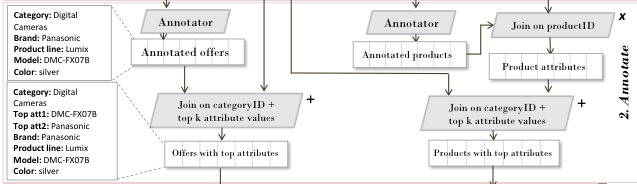 Category: Digital
Cameras
Brand: Panasonic
Product line: Lumix
Model: DMC-FX07B
Color: silver
Category: Digital
Cameras
Top att1: DMC-FX07B
Top att2: Panasonic
Brand: Panasonic
Product line: Lumix
Model: DMC-FX07B
Color: silver
Annotator
Annotated offers
Join on categoryID +
top k attribute values
+
Offers with top attributes
Annotator
Annotated products
Join on productID
x
Product attributes
Join on categoryID +
top k attribute values
+
Products with top attributes
2. Annotate